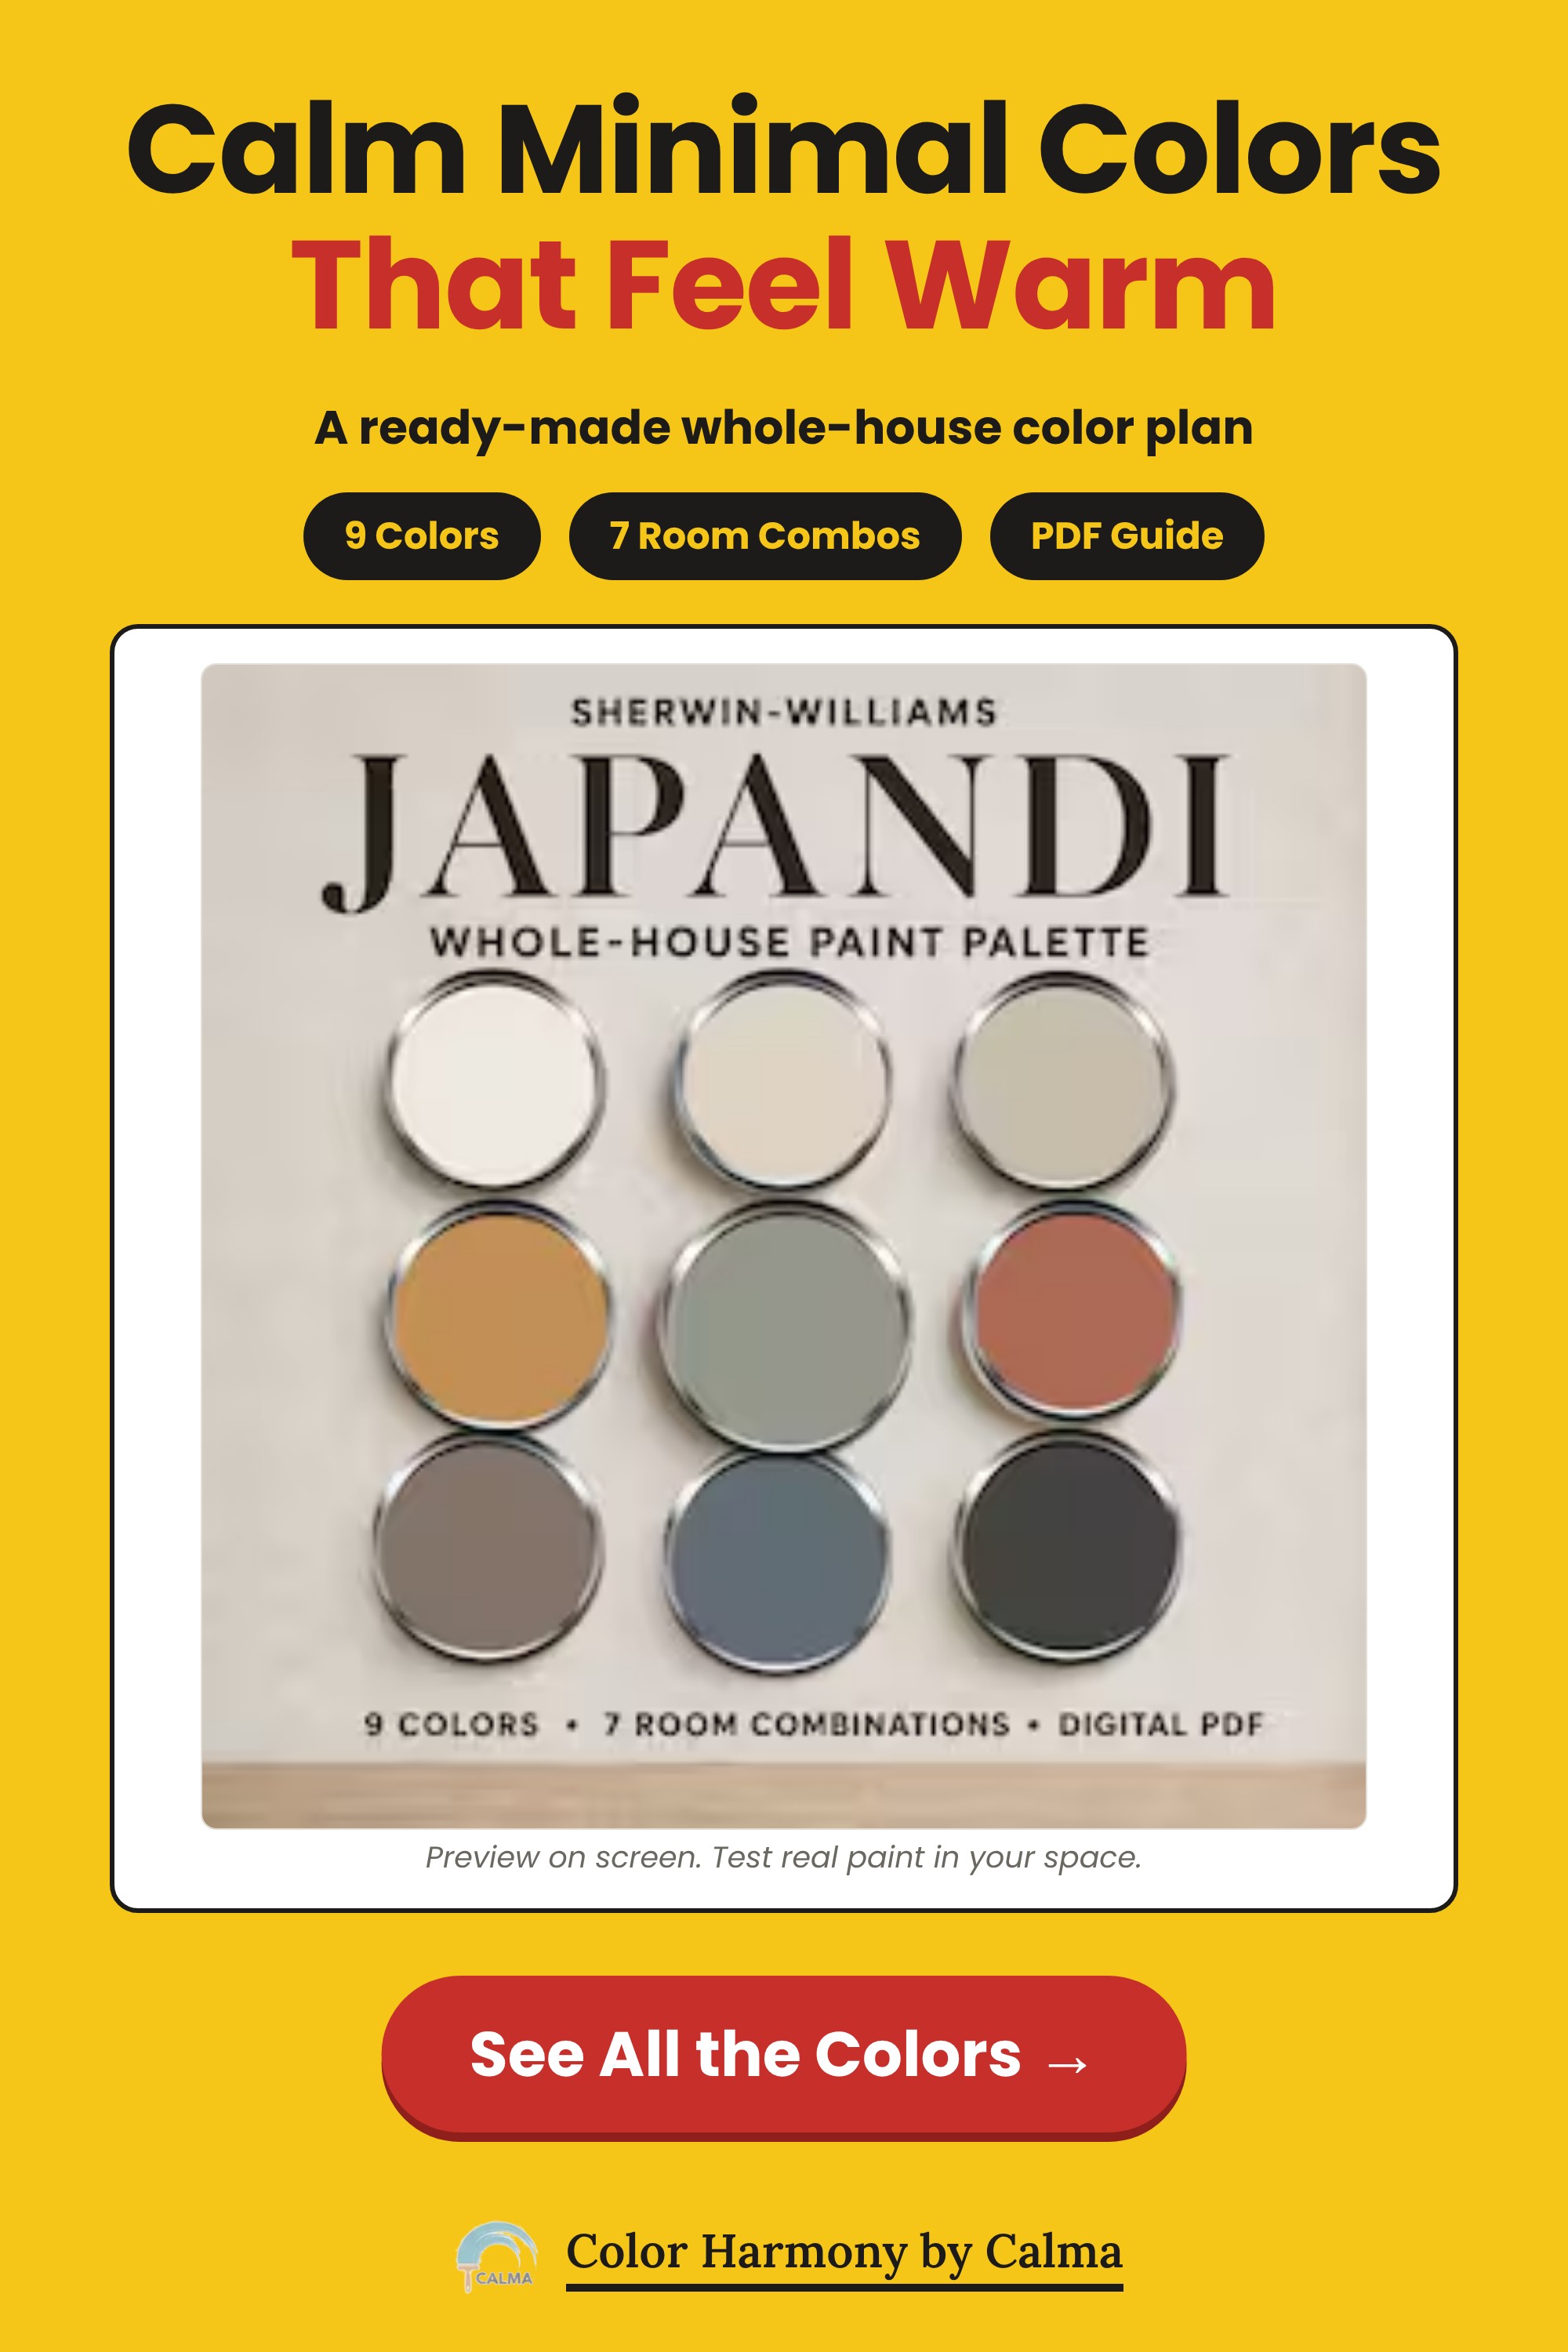 Calm Minimal Colors
That Feel Warm
A ready-made whole-house color plan
9 Colors
7 Room Combos
PDF Guide
SHERWIN-WILLIAMS
JAPANDI
WHOLE-HOUSE PAINT PALETTE
9 COLORS • 7 ROOM COMBINATIONS • DIGITAL PDF
Preview on screen. Test real paint in your space.
See All the Colors →
CALMA
Color Harmony by Calma